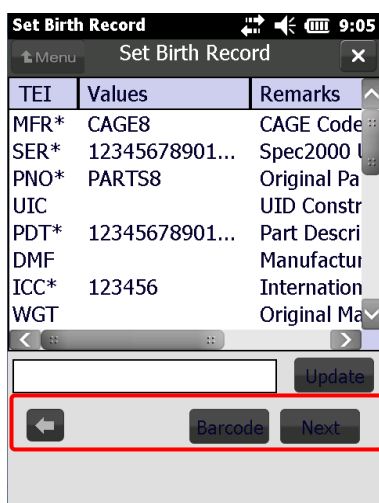 Set Birth Record 9:05
Menu Set Birth Record
TEI Values Remarks
MFR* CAGE8 CAGE Code
SER* 12345678901... Spec2000
PNO* PARTS8 Original Pa
UIC UID Constr
PDT* 12345678901... Part Descri
DMF Manufactur
ICC* 123456 Internation
WGT Original Ma
Update
Barcode Next